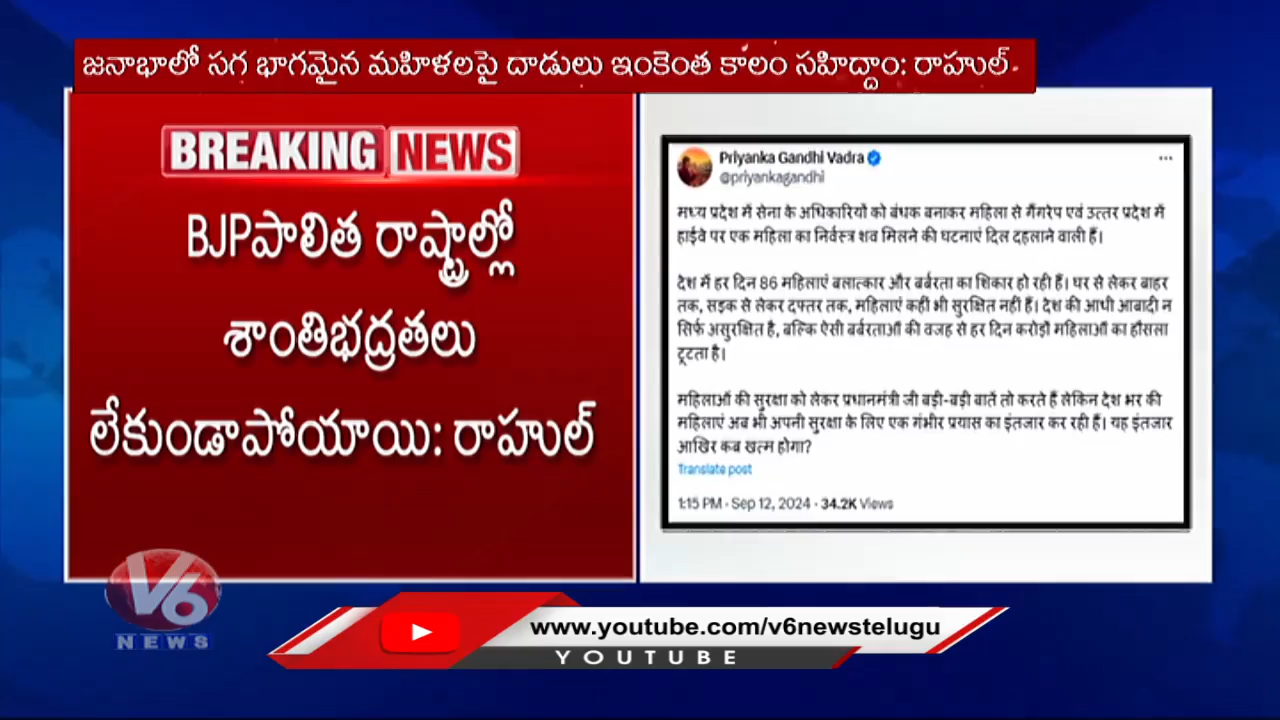 జనాభాలో సగ భాగమైన మహిళలపై దాడులు ఇంకెంత కాలం సహిద్దాం: రాహుల్
BREAKING NEWS
BJPపాలిత రాష్ట్రాల్లో
శాంతిభద్రతలు
లేకుండాపోయాయి: రాహుల్
Priyanka Gandhi Vadra
@priyankagandhi
मध्य प्रदेश में सेना के अधिकारियों को बंधक बनाकर महिला से गैंगरेप एवं उत्तर प्रदेश में
हाईवे पर एक महिला का निर्वस्त्र शव मिलने की घटनाएं दिल दहलाने वाली हैं।
देश में हर दिन 86 महिलाएं बलात्कार और बर्बरता का शिकार हो रही हैं। घर से लेकर बाहर
तक, सड़क से लेकर दफ्तर तक, महिलाएं कहीं भी सुरक्षित नहीं हैं। देश की आधी आबादी न
सिर्फ असुरक्षित है, बल्कि ऐसी बर्बरताओं की वजह से हर दिन करोड़ों महिलाओं का हौसला
टूटता है।
महिलाओं की सुरक्षा को लेकर प्रधानमंत्री जी बड़ी-बड़ी बातें तो करते हैं लेकिन देश भर की
महिलाएं अब भी अपनी सुरक्षा के लिए एक गंभीर प्रयास का इंतजार कर रही हैं। यह इंतजार
आखिर कब खत्म होगा?
Translate post
1:15 PM · Sep 12, 2024 · 34.2K Views
V6
NEWS
www.youtube.com/v6newstelugu
YOUTUBE